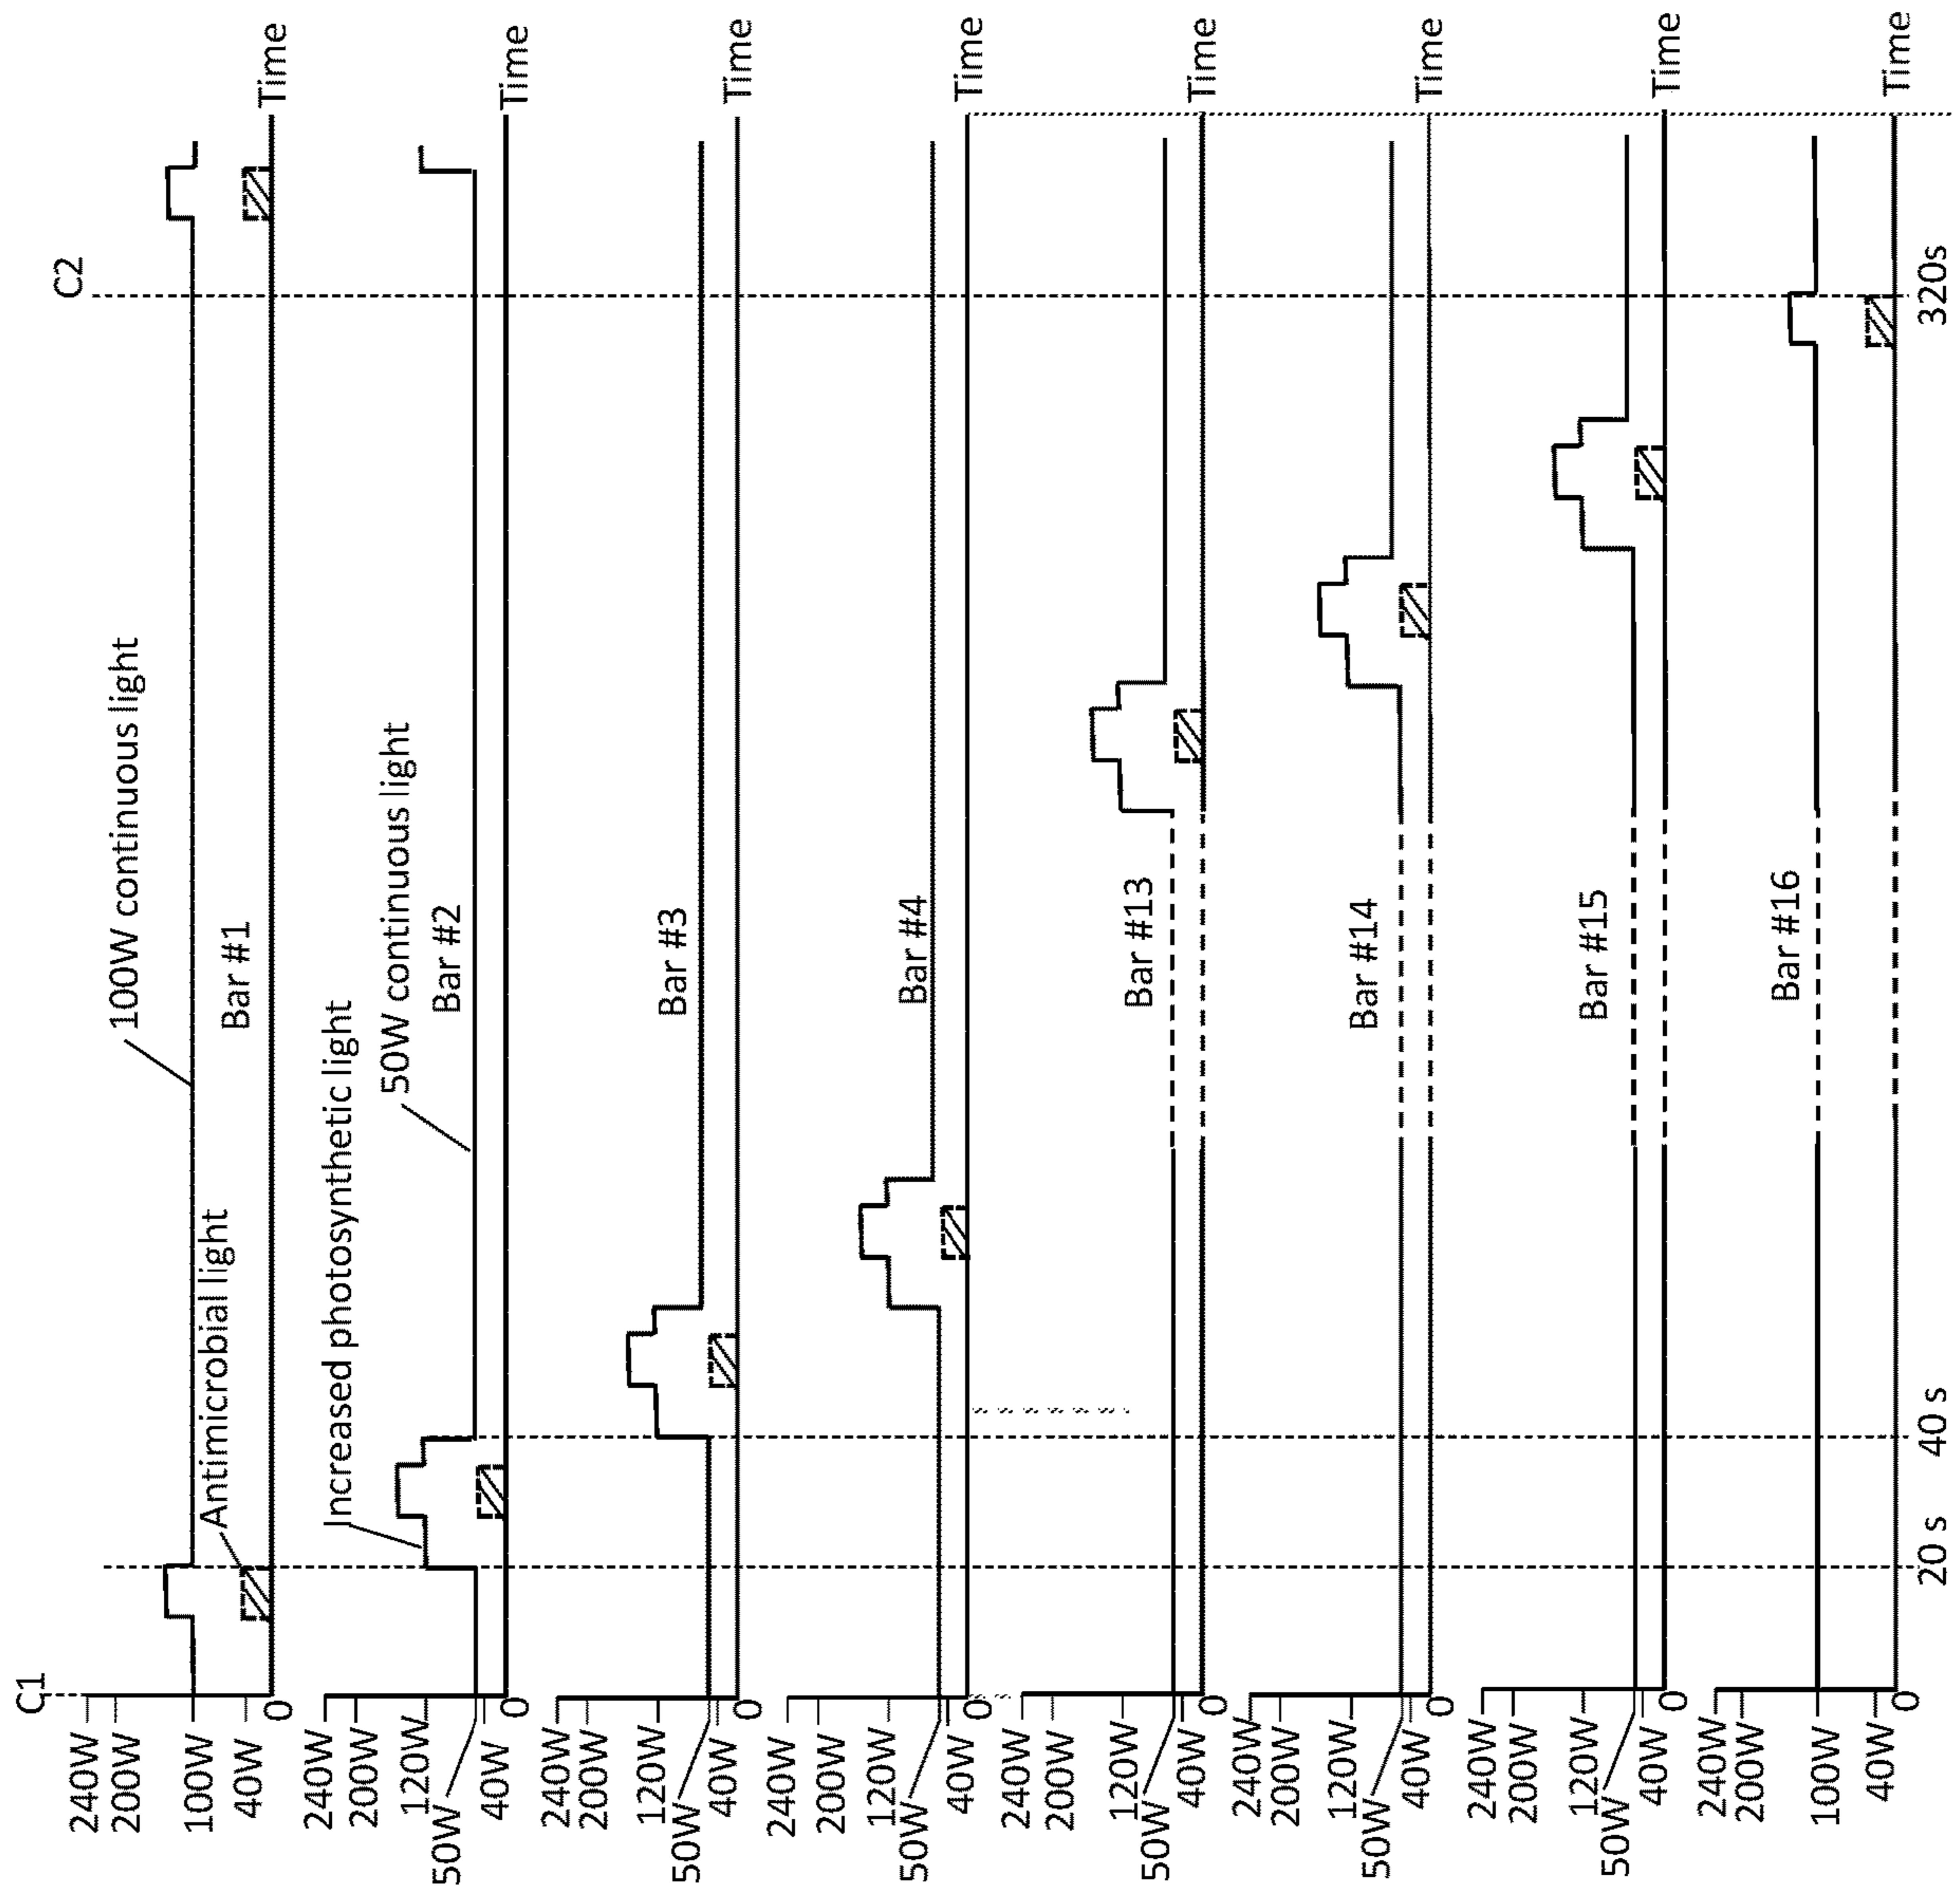 C1
C2
240W
200W
100W
40W
0
100W continuous light
Antimicrobial light
Bar #1
Time
240W
200W
120W
50W
40W
0
Increased photosynthetic light
50W continuous light
Bar #2
Time
240W
200W
120W
50W
40W
0
Bar #3
Time
240W
200W
120W
50W
40W
0
Bar #4
Time
240W
200W
120W
50W
40W
0
Bar #13
Time
240W
200W
120W
50W
40W
0
Bar #14
Time
240W
200W
120W
50W
40W
0
Bar #15
Time
240W
200W
100W
40W
0
Bar #16
Time
20 s
40 s
320s